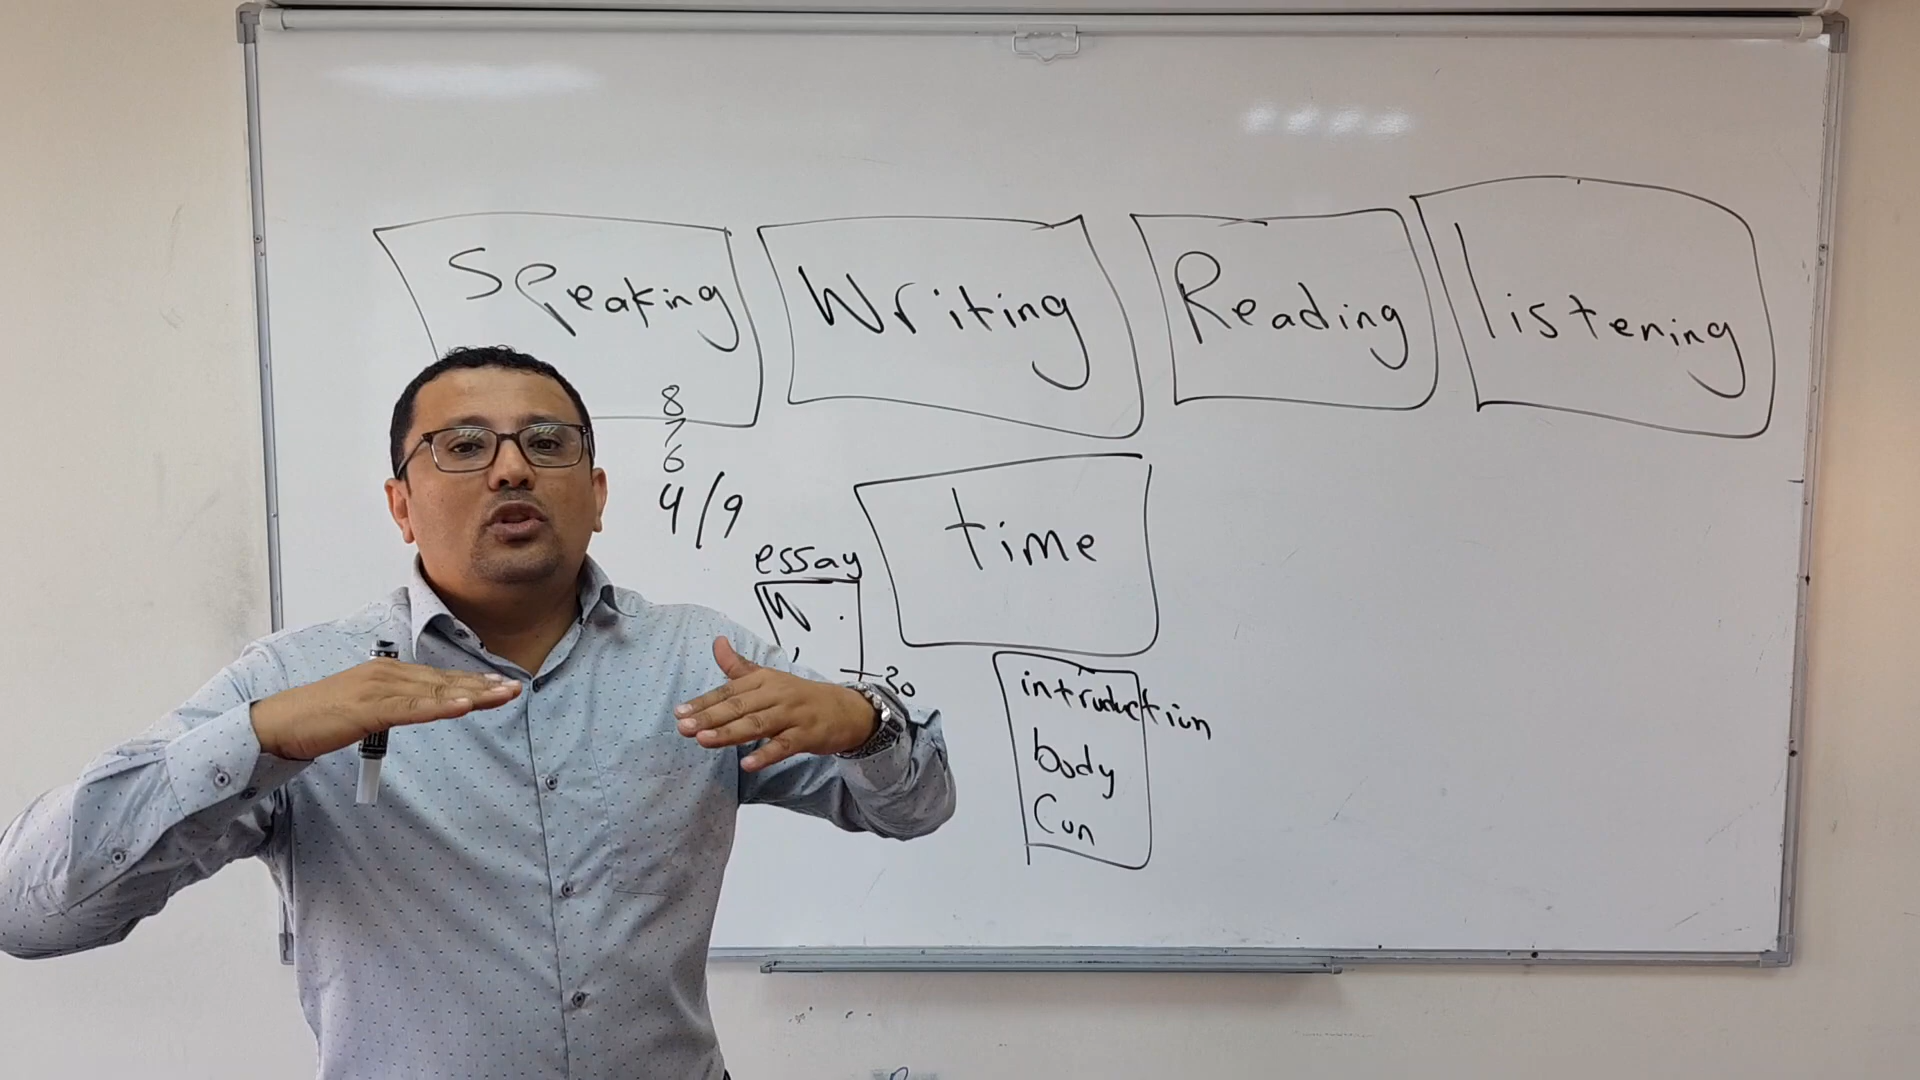 Speaking Writing Reading listening
8
7
6
4/9
time
essay
W.
30
intruduction
body
Con